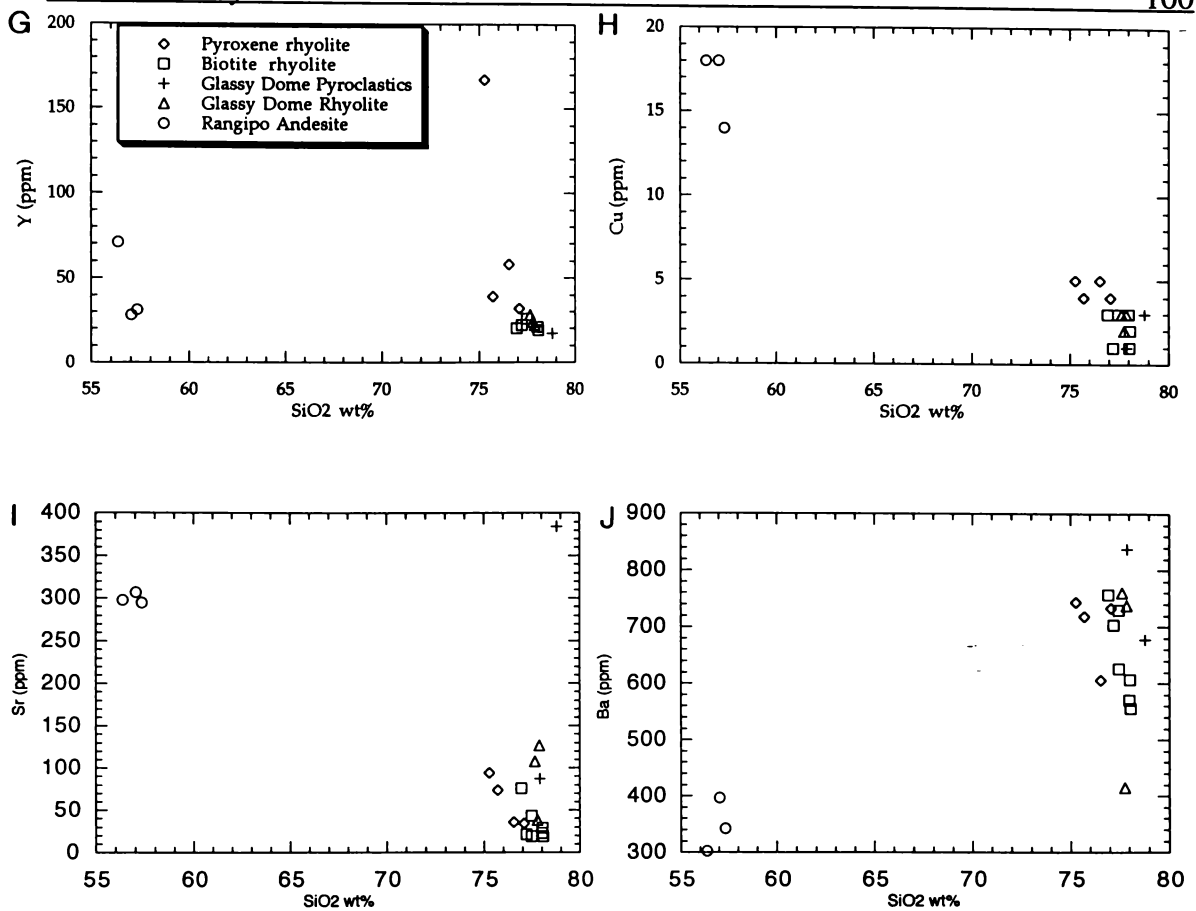 100
G
200
150
100
50
0
Y (ppm)
Pyroxene rhyolite
Biotite rhyolite
Glassy Dome Pyroclastics
Glassy Dome Rhyolite
Rangipo Andesite
55 60 65 70 75 80
SiO2 wt%
H
20
15
10
5
0
Cu (ppm)
55 60 65 70 75 80
SiO2 wt%
I
400
350
300
250
200
150
100
50
0
Sr (ppm)
55 60 65 70 75 80
SiO2 wt%
J
900
800
700
600
500
400
300
Ba (ppm)
55 60 65 70 75 80
SiO2 wt%